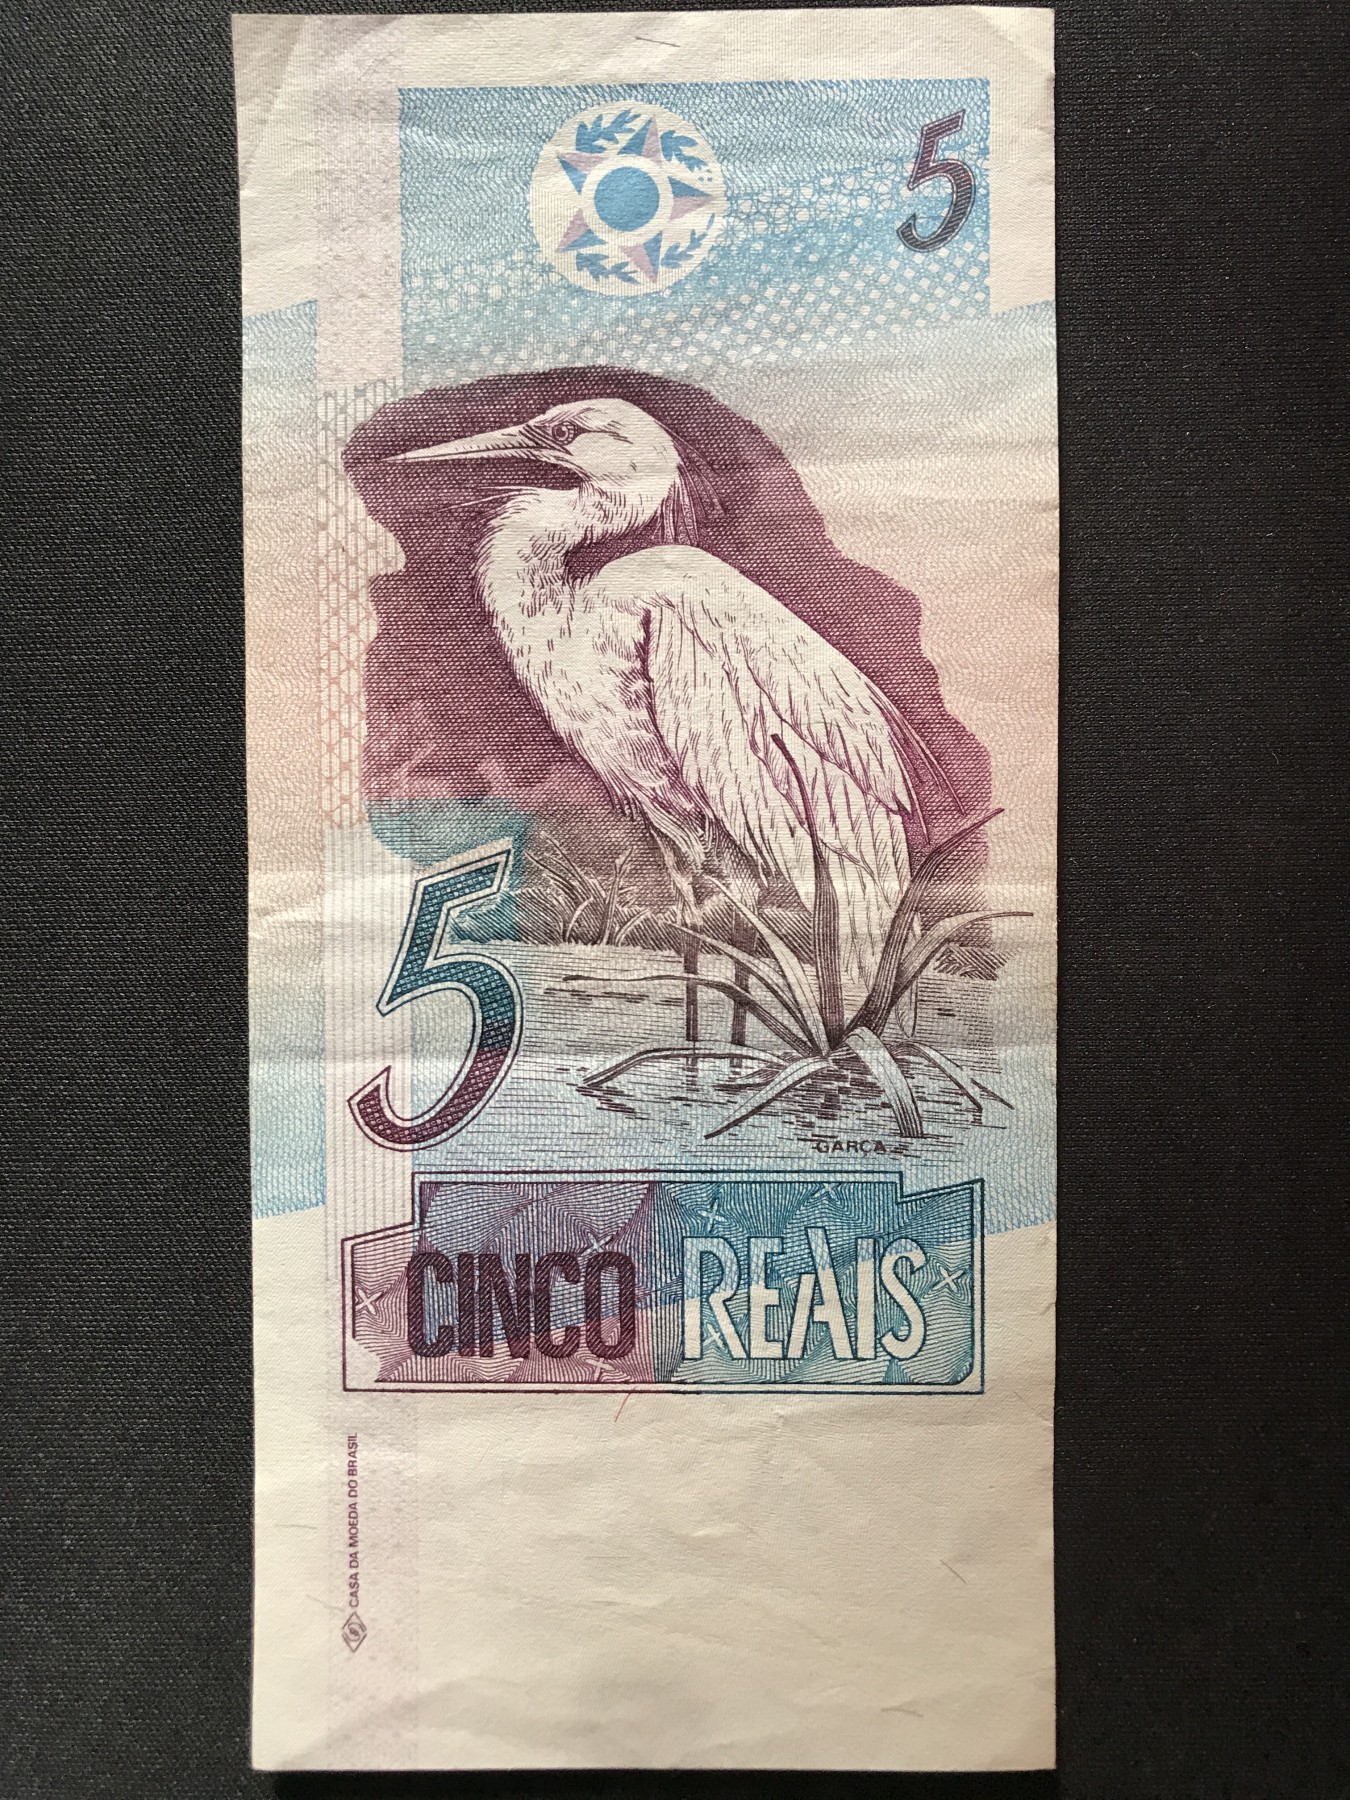 5
5
GARÇA
CINCO REAIS
CASA DA MOEDA DO BRASIL